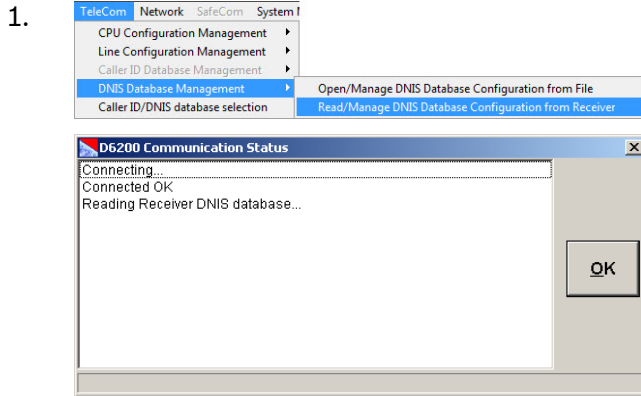 1.
TeleCom Network SafeCom System
CPU Configuration Management
Line Configuration Management
Caller ID Database Management
DNIS Database Management
Open/Manage DNIS Database Configuration from File
Caller ID/DNIS database selection
Read/Manage DNIS Database Configuration from Receiver
D6200 Communication Status
Connecting...
Connected OK
Reading Receiver DNIS database...
OK